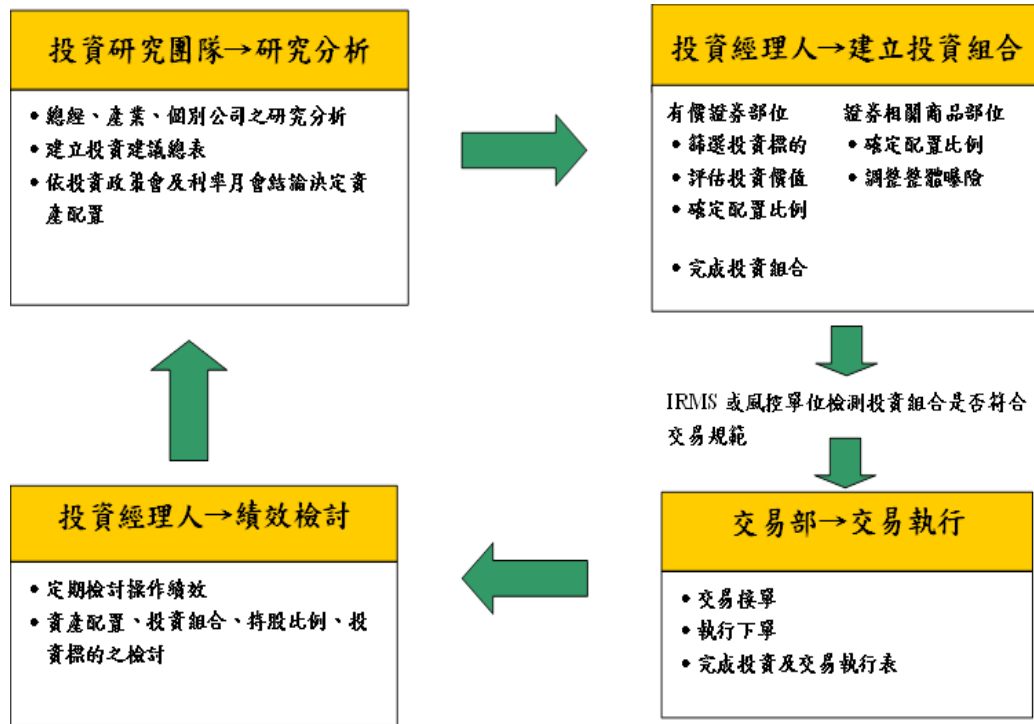 投資研究團隊→研究分析
• 總經、產業、個別公司之研究分析
• 建立投資建議總表
• 依投資政策會及利率月會結論決定資
產配置
投資經理人→建立投資組合
有價證券部位
• 篩選投資標的
• 評估投資價值
• 確定配置比例
• 完成投資組合
證券相關商品部位
• 確定配置比例
• 調整整體曝險
IRMS 或風控單位檢測投資組合是否符合
交易規範
交易部→交易執行
• 交易接單
• 執行下單
• 完成投資及交易執行表
投資經理人→績效檢討
• 定期檢討操作績效
• 資產配置、投資組合、持股比例、投
資標的之檢討